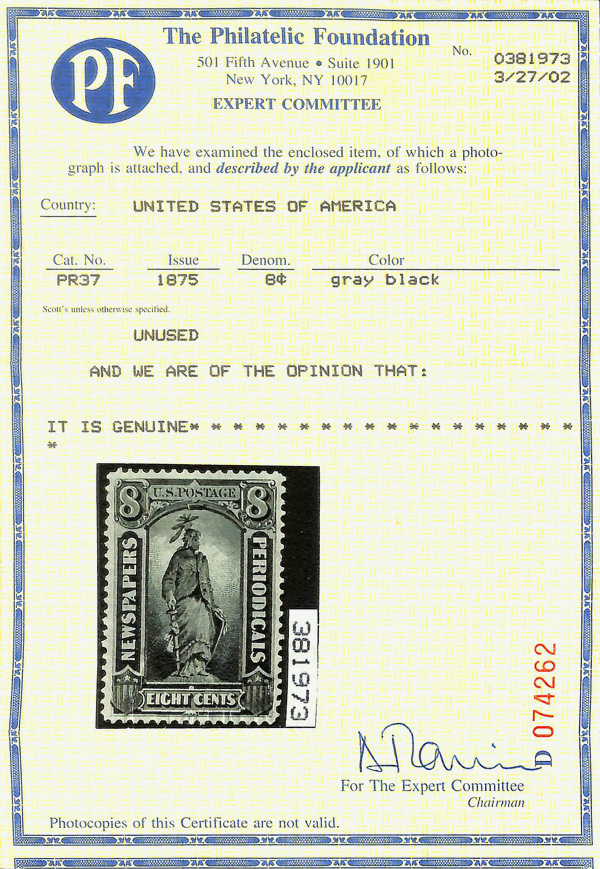 PF
The Philatelic Foundation
501 Fifth Avenue • Suite 1901
New York, NY 10017
EXPERT COMMITTEE
No. 0381973
3/27/02
We have examined the enclosed item, of which a photo-
graph is attached, and described by the applicant as follows:
Country: UNITED STATES OF AMERICA
Cat. No. Issue Denom. Color
PR37 1875 8¢ gray black
Scott's unless otherwise specified.
UNUSED
AND WE ARE OF THE OPINION THAT:
IT IS GENUINE* * * * * * * * * * * * * * * * * *
*
8 U.S. POSTAGE 8
NEWSPAPERS
PERIODICALS
EIGHT CENTS
381973
D 074262
For The Expert Committee
Chairman
Photocopies of this Certificate are not valid.